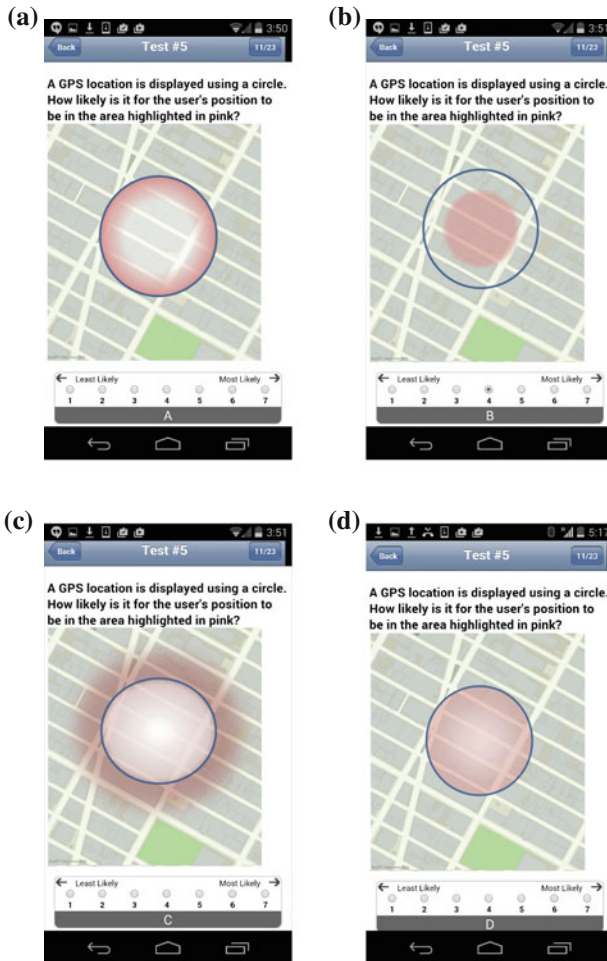 (a)
3:50
Back
Test #5
11/23
A GPS location is displayed using a circle.
How likely is it for the user's position to
be in the area highlighted in pink?
Least Likely
Most Likely
1 2 3 4 5 6 7
A
(b)
3:51
Back
Test #5
11/23
A GPS location is displayed using a circle.
How likely is it for the user's position to
be in the area highlighted in pink?
Least Likely
Most Likely
1 2 3 4 5 6 7
B
(c)
3:51
Back
Test #5
11/23
A GPS location is displayed using a circle.
How likely is it for the user's position to
be in the area highlighted in pink?
Least Likely
Most Likely
1 2 3 4 5 6 7
C
(d)
5:17
Back
Test #5
11/23
A GPS location is displayed using a circle.
How likely is it for the user's position to
be in the area highlighted in pink?
Least Likely
Most Likely
1 2 3 4 5 6 7
D